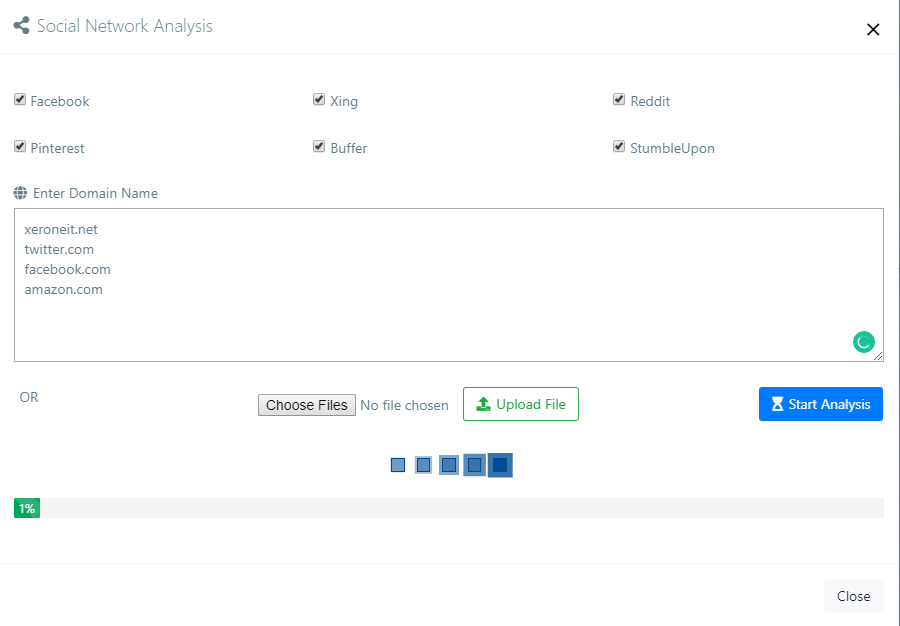 Social Network Analysis
Facebook Xing Reddit
Pinterest Buffer StumbleUpon
Enter Domain Name
xeroneit.net
twitter.com
facebook.com
amazon.com
OR Choose Files No file chosen Upload File Start Analysis
1%
Close